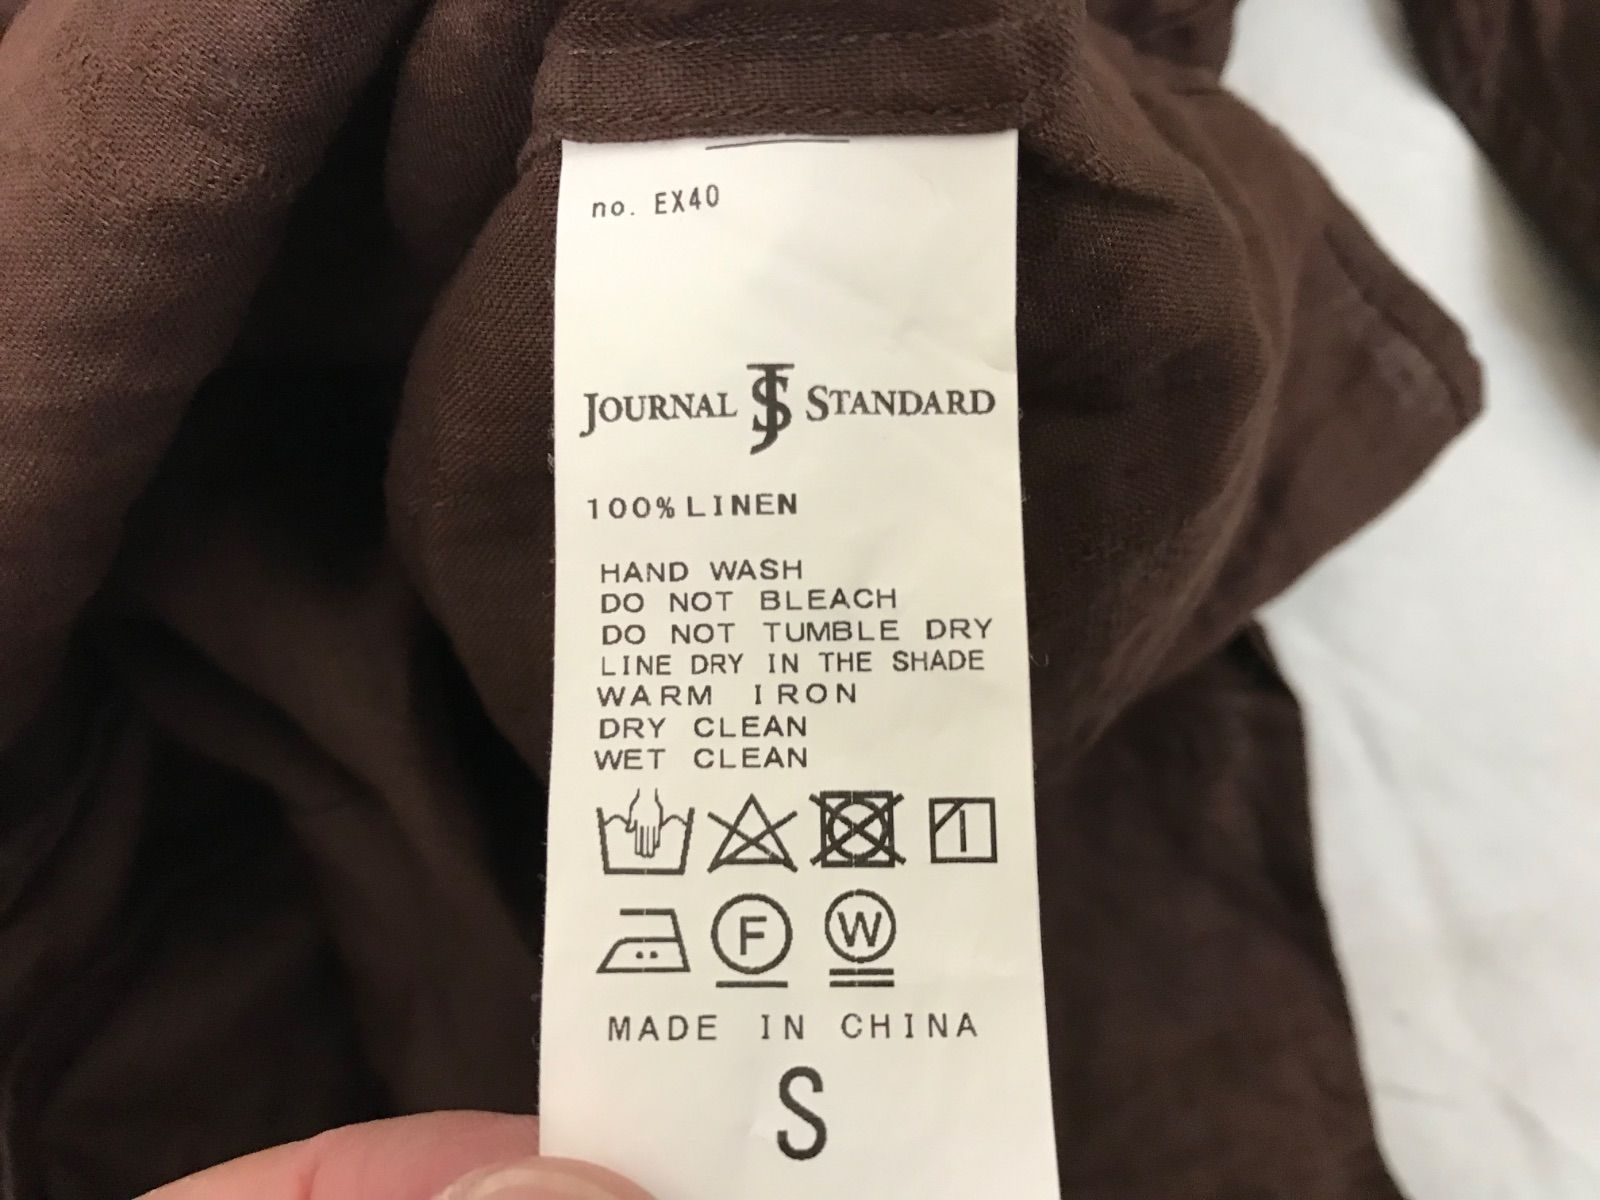 no. EX40
JOURNAL JS STANDARD
100% LINEN
HAND WASH
DO NOT BLEACH
DO NOT TUMBLE DRY
LINE DRY IN THE SHADE
WARM IRON
DRY CLEAN
WET CLEAN
F W
MADE IN CHINA
S